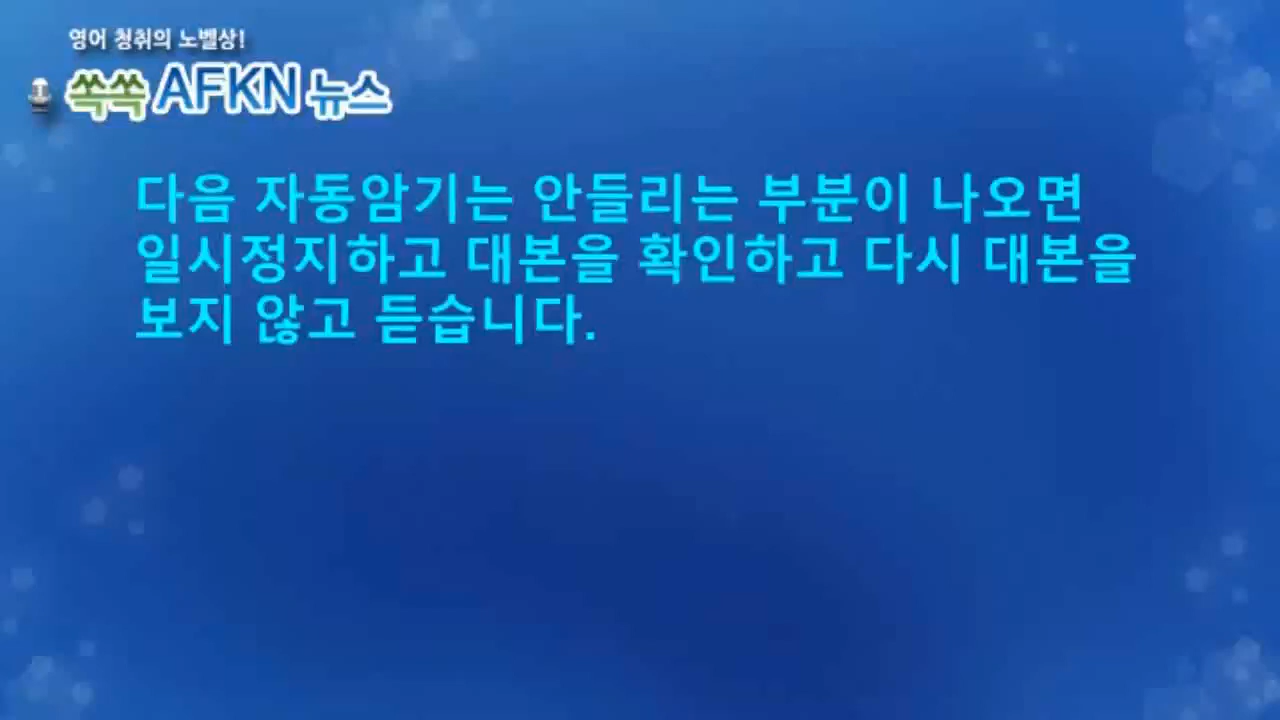 영어 청취의 노벨상!
쏙쏙 AFKN 뉴스
다음 자동암기는 안들리는 부분이 나오면
일시정지하고 대본을 확인하고 다시 대본을
보지 않고 듣습니다.